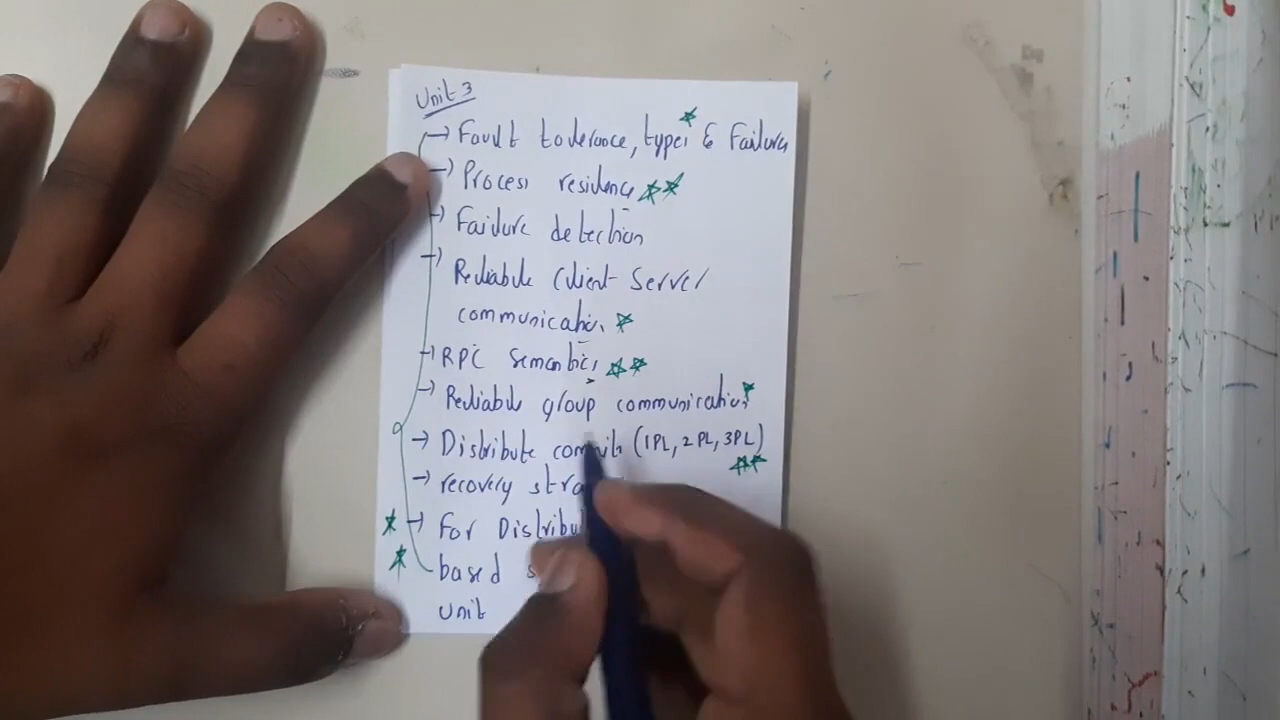 Unit 3
→ Fault tolerance, types & Failures
→ Process residence
→ Failure detection
→ Reliable Client Server
communication
→ RPC Semantics
→ Reliable group communication
→ Distribute commit (1PL, 2PL, 3PL)
→ recovery
→ For
based
Unit